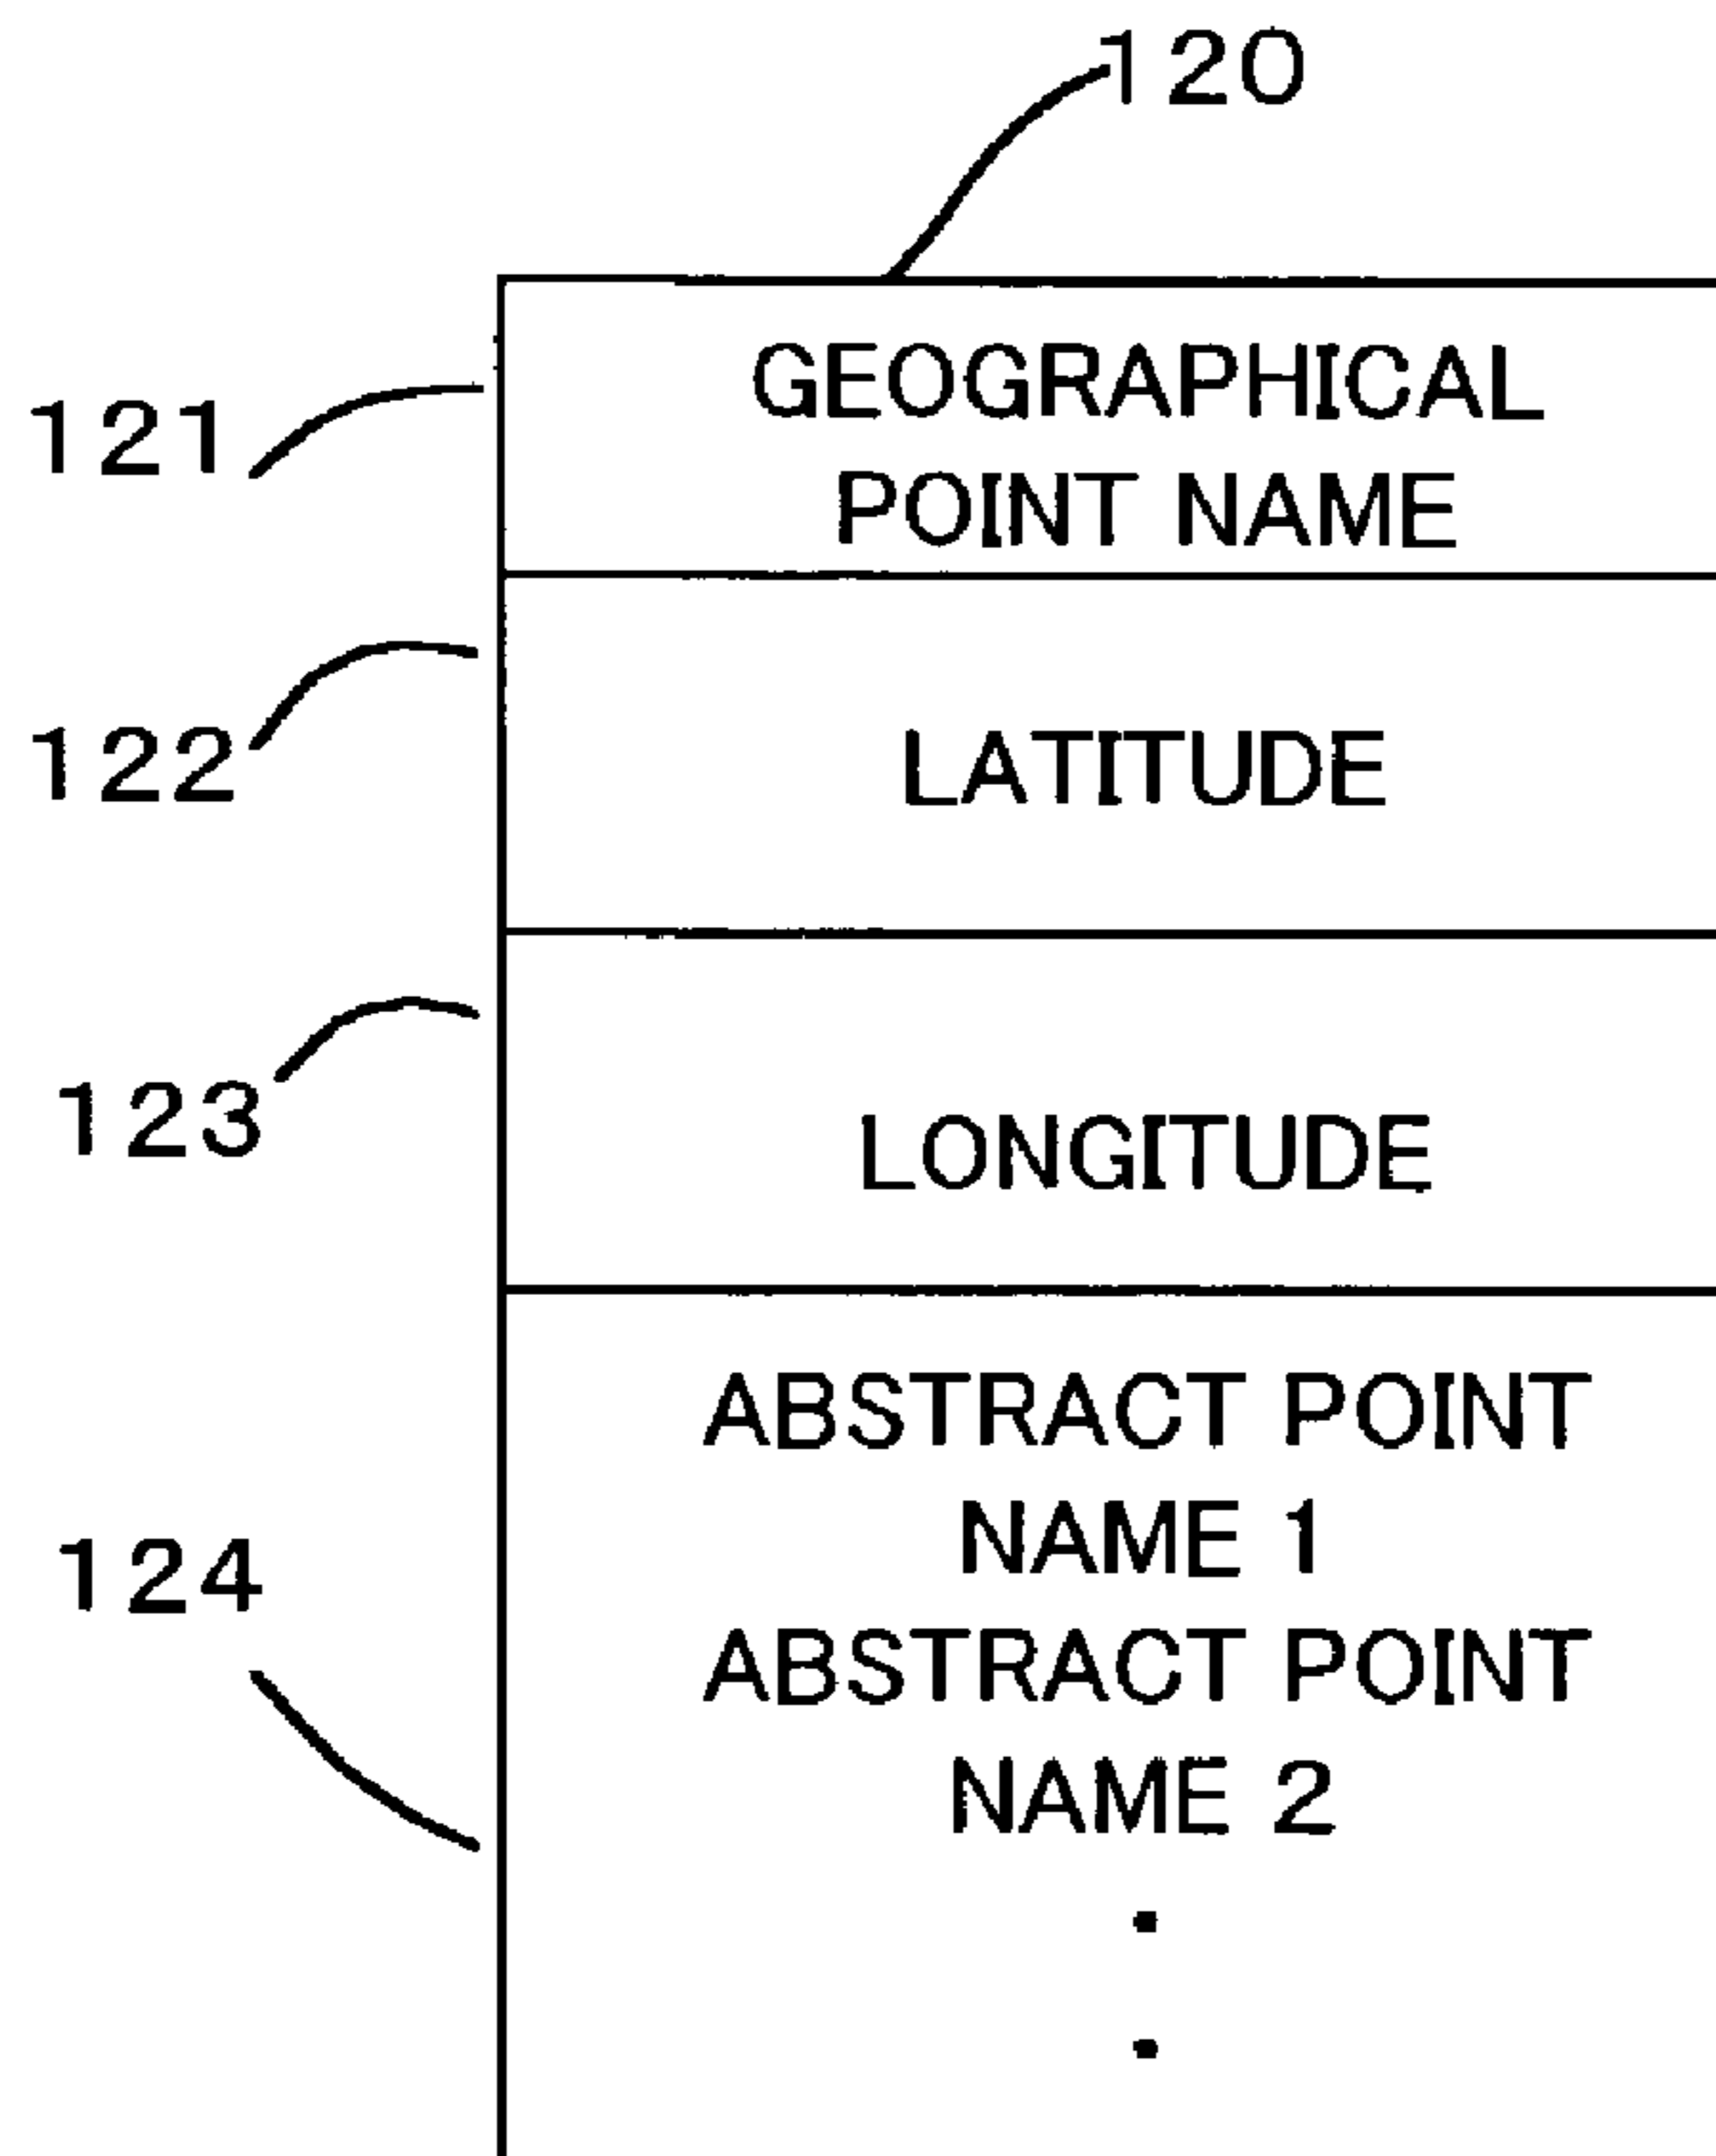 120
121
GEOGRAPHICAL
POINT NAME
122
LATITUDE
123
LONGITUDE
124
ABSTRACT POINT
NAME 1
ABSTRACT POINT
NAME 2